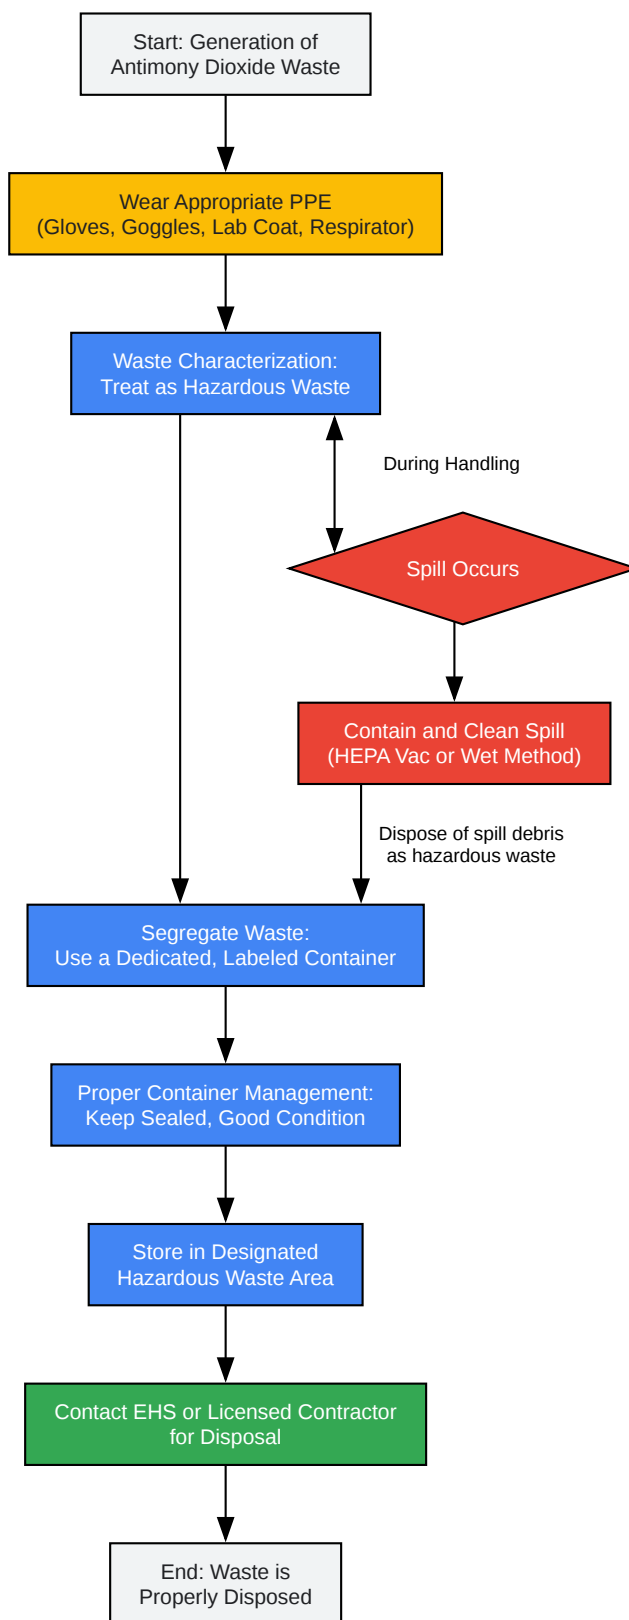 Start: Generation of
Antimony Dioxide Waste
Wear Appropriate PPE
(Gloves, Goggles, Lab Coat, Respirator)
Waste Characterization:
Treat as Hazardous Waste
During Handling
Spill Occurs
Contain and Clean Spill
(HEPA Vac or Wet Method)
Dispose of spill debris
as hazardous waste
Segregate Waste:
Use a Dedicated, Labeled Container
Proper Container Management:
Keep Sealed, Good Condition
Store in Designated
Hazardous Waste Area
Contact EHS or Licensed Contractor
for Disposal
End: Waste is
Properly Disposed